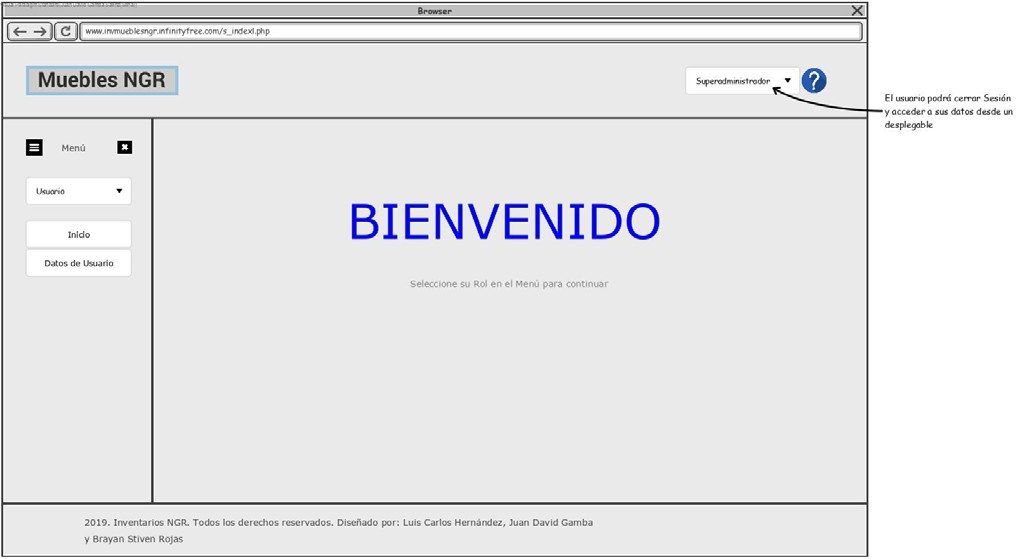 Browser
www.inmueblesngr.infinityfree.com/s_indexl.php
Muebles NGR
Superadministrador
?
El usuario podrá cerrar Sesión
y acceder a sus datos desde un
desplegable
Menú
Usuario
Inicio
Datos de Usuario
BIENVENIDO
Seleccione su Rol en el Menú para continuar
2019. Inventarios NGR. Todos los derechos reservados. Diseñado por: Luis Carlos Hernández, Juan David Gamba
y Brayan Stiven Rojas